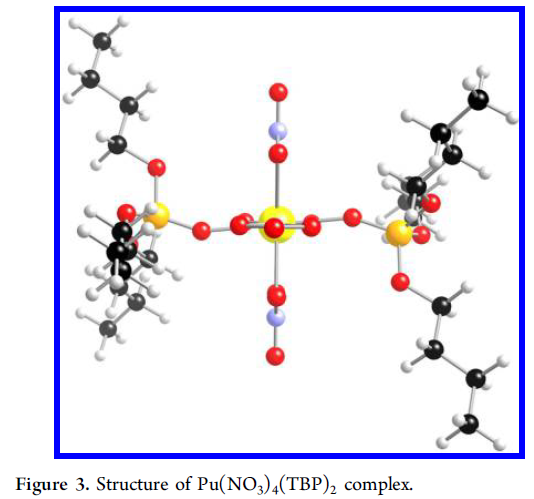 Figure 3. Structure of Pu(NO3)4(TBP)2 complex.